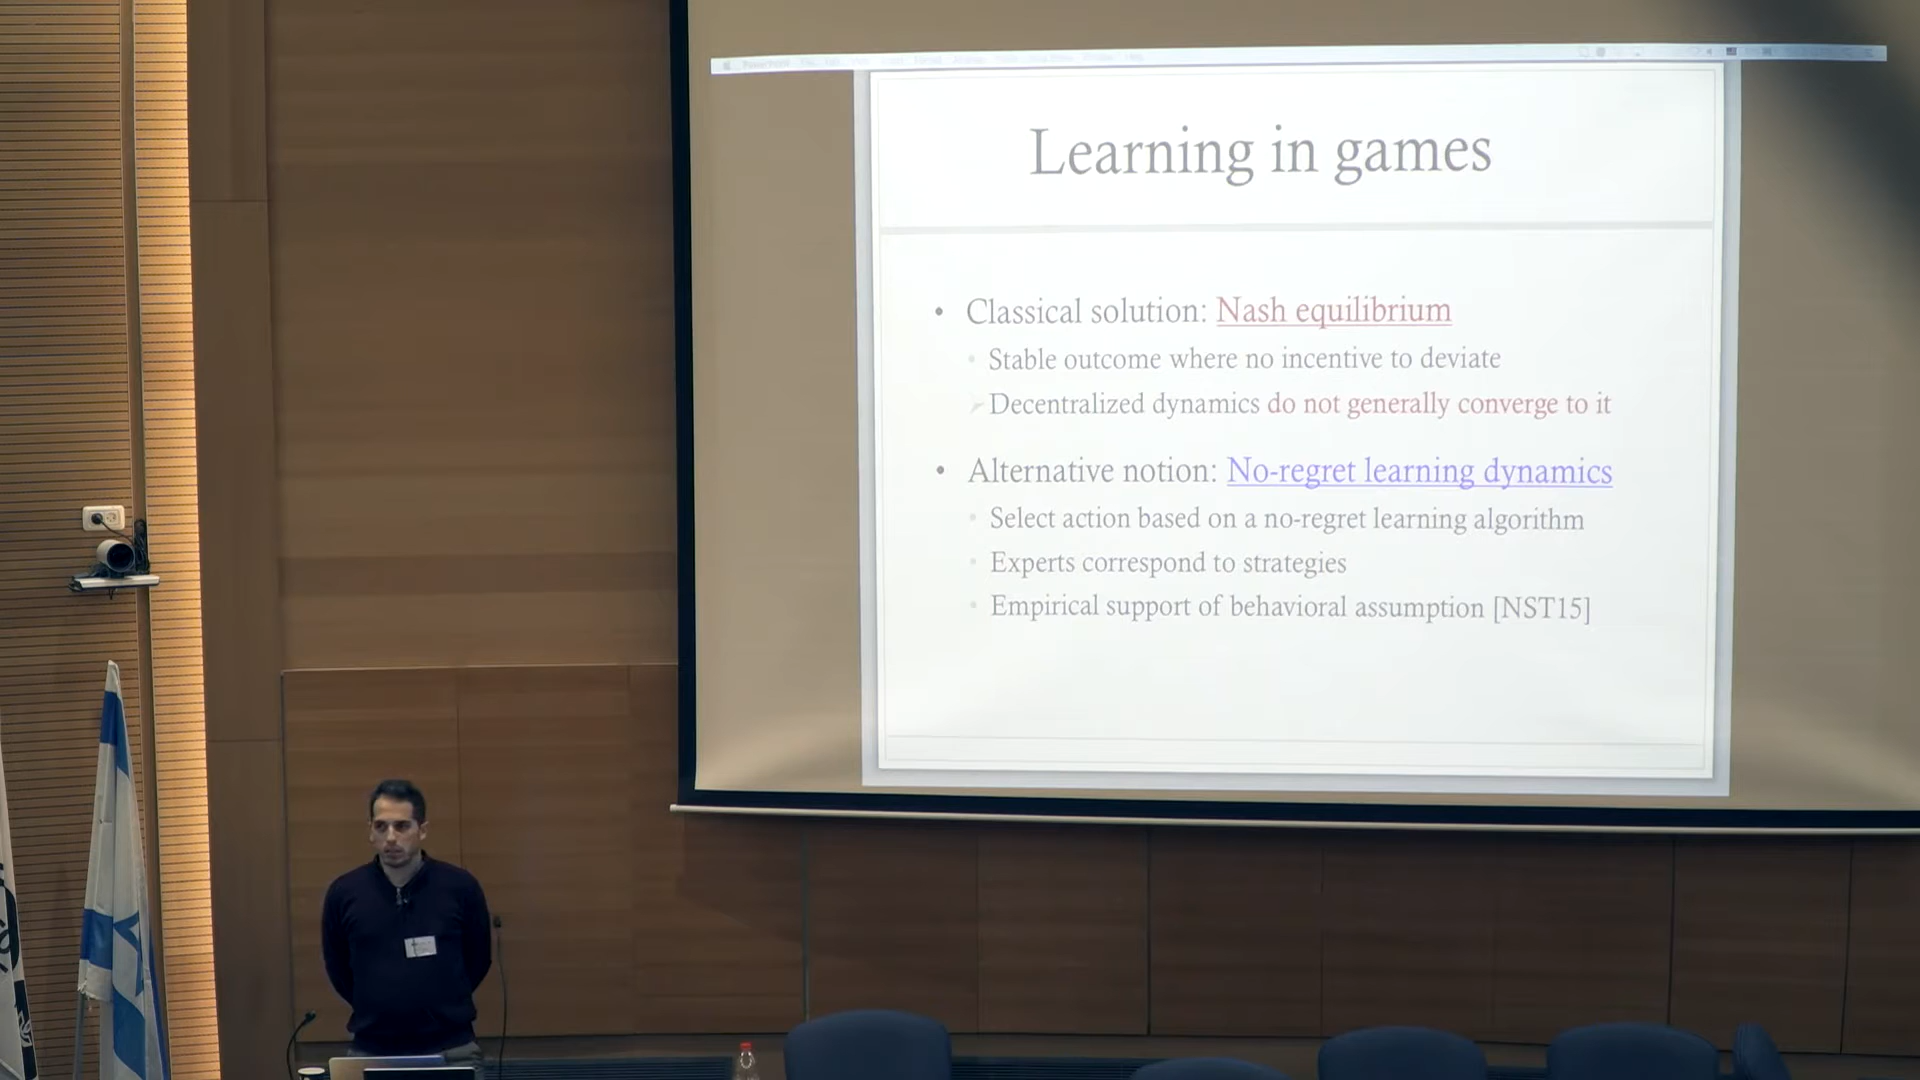 PowerPoint
Learning in games
• Classical solution: Nash equilibrium
• Stable outcome where no incentive to deviate
➢ Decentralized dynamics do not generally converge to it
• Alternative notion: No-regret learning dynamics
• Select action based on a no-regret learning algorithm
• Experts correspond to strategies
• Empirical support of behavioral assumption [NST15]